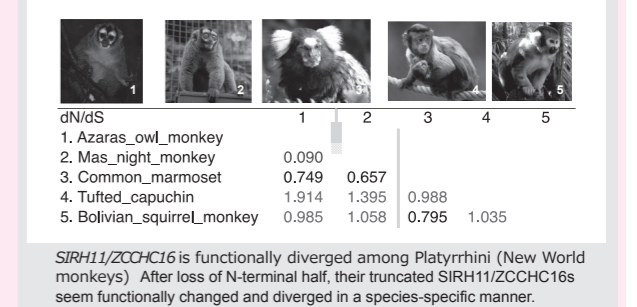 1
2
3
4
5
dN/dS 1 2 3 4 5
1. Azaras_owl_monkey
2. Mas_night_monkey 0.090
3. Common_marmoset 0.749 0.657
4. Tufted_capuchin 1.914 1.395 0.988
5. Bolivian_squirrel_monkey 0.985 1.058 0.795 1.035
SIRH11/ZCCHC16 is functionally diverged among Platyrrhini (New World
monkeys) After loss of N-terminal half, their truncated SIRH11/ZCCHC16s
seem functionally changed and diverged in a species-specific manner.